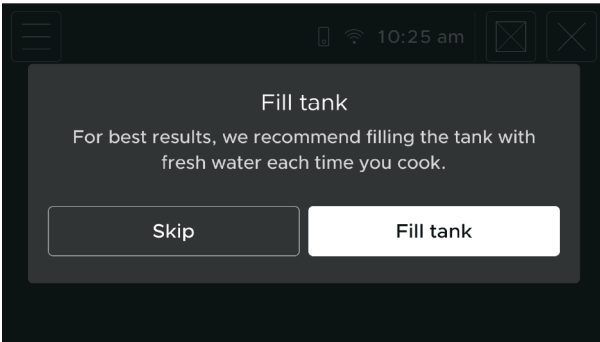 10:25 am
Fill tank
For best results, we recommend filling the tank with
fresh water each time you cook.
Skip
Fill tank